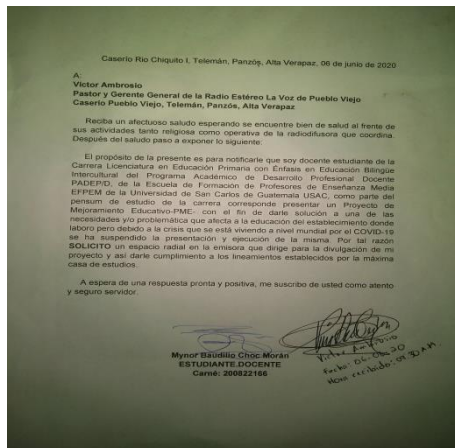 Caserío Rio Chiquito I, Telemán, Panzós, Alta Verapaz, 06 de junio de 2020
A:
Víctor Ambrosio
Pastor y Gerente General de la Radio Estéreo La Voz de Pueblo Viejo
Caserío Pueblo Viejo, Telemán, Panzós, Alta Verapaz
Reciba un afectuoso saludo esperando se encuentre bien de salud al frente de
sus actividades tanto religiosa como operativa de la radiodifusora que coordina.
Después del saludo paso a exponer lo siguiente:
El propósito de la presente es para notificarle que soy docente estudiante de la
Carrera Licenciatura en Educación Primaria con Énfasis en Educación Bilingüe
Intercultural del Programa Académico de Desarrollo Profesional Docente
PADEP/D, de la Escuela de Formación de Profesores de Enseñanza Media
EFPEM de la Universidad de San Carlos de Guatemala USAC, como parte del
pensum de estudio de la carrera corresponde presentar un Proyecto de
Mejoramiento Educativo-PME- con el fin de darle solución a una de las
necesidades y/o problemática que afecta a la educación del establecimiento donde
laboro pero debido a la crisis que se está viviendo a nivel mundial por el COVID-19
se ha suspendido la presentación y ejecución de la misma. Por tal razón
SOLICITO un espacio radial en la emisora que dirige para la divulgación de mi
proyecto y así darle cumplimiento a los lineamientos establecidos por la máxima
casa de estudios.
A espera de una respuesta pronta y positiva, me suscribo de usted como atento
y seguro servidor.
Mynor Baudilio Choc Morán
ESTUDIANTE.DOCENTE
Carné: 200822166
Victor Ambrosio
Fecha: 06-06-20
Hora recibido: 09:30 A.M.